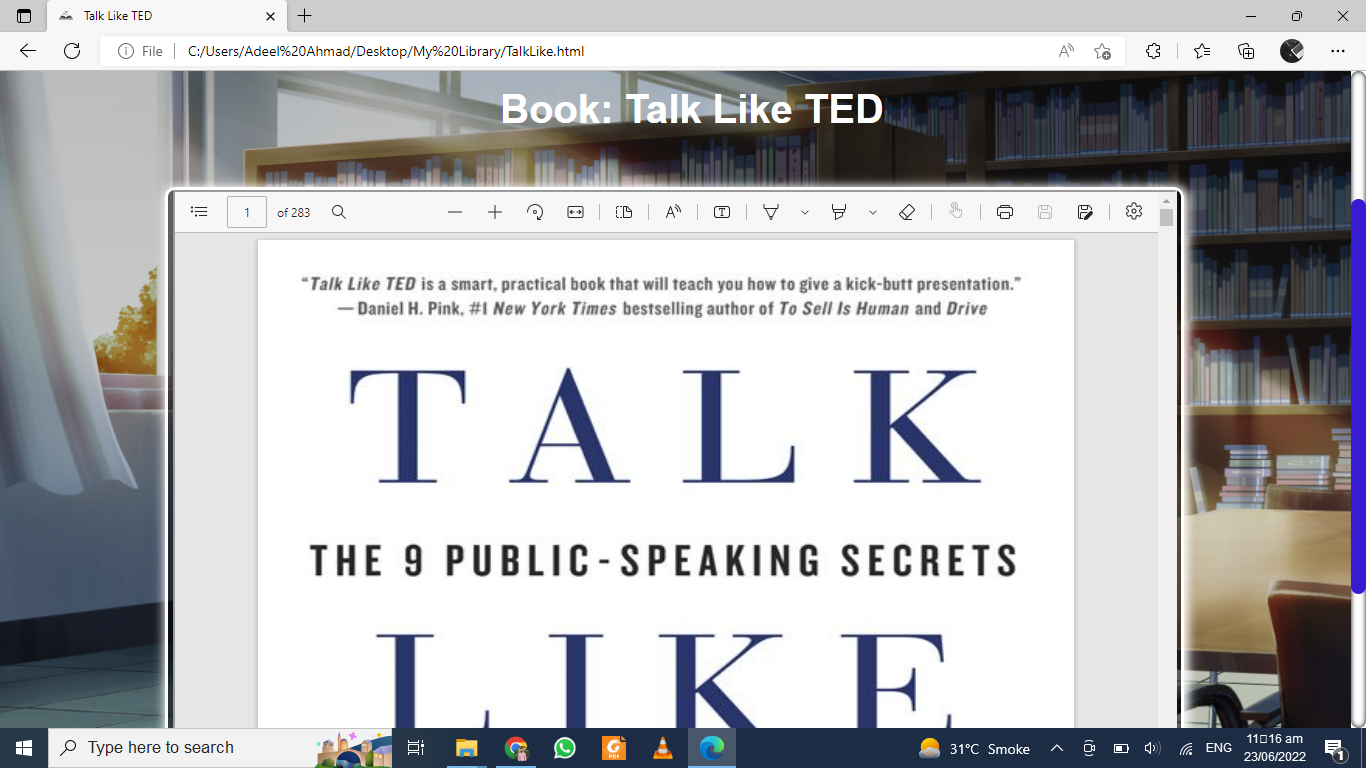 Talk Like TED
File
C:/Users/Adeel%20Ahmad/Desktop/My%20Library/TalkLike.html
Book: Talk Like TED
1 of 283
“Talk Like TED is a smart, practical book that will teach you how to give a kick-butt presentation.”
— Daniel H. Pink, #1 New York Times bestselling author of To Sell Is Human and Drive
TALK
THE 9 PUBLIC-SPEAKING SECRETS
LIKE
Type here to search
31°C Smoke
ENG
11□16 am
23/06/2022
1